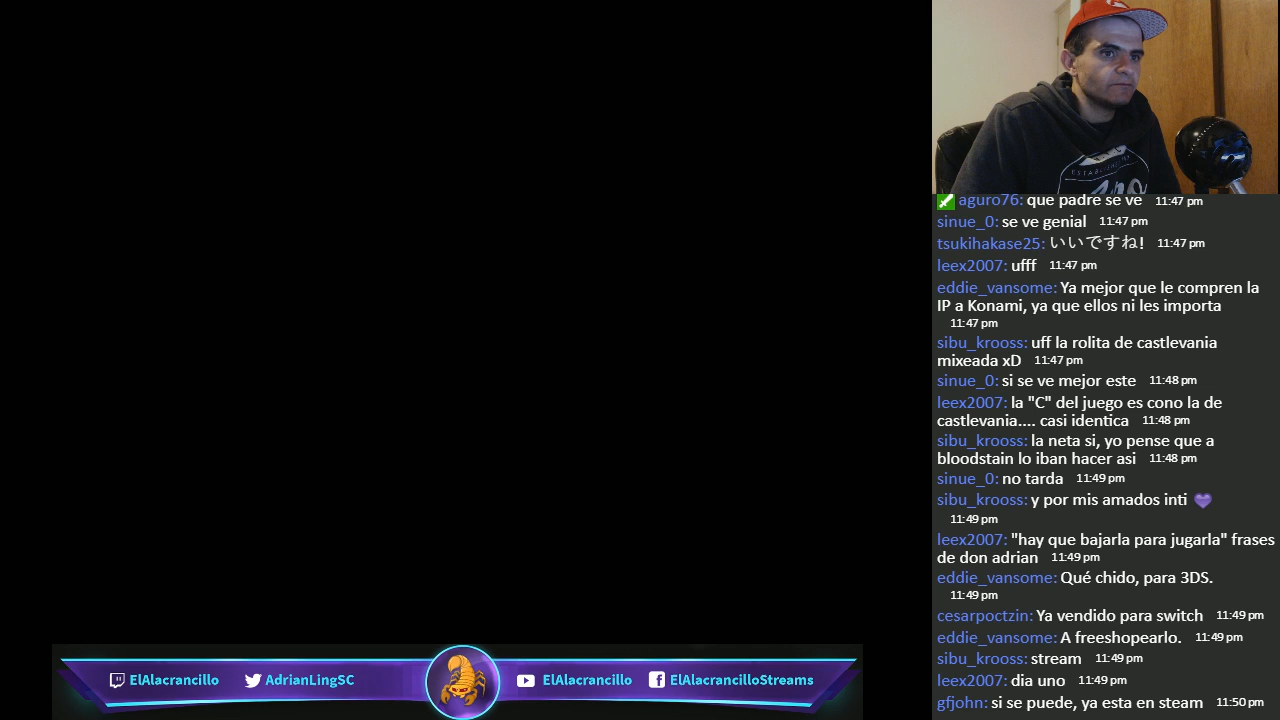 ESTABLISHED
aguro76: que padre se ve 11:47 pm
sinue_0: se ve genial 11:47 pm
tsukihakase25: いいですね! 11:47 pm
leex2007: ufff 11:47 pm
eddie_vansome: Ya mejor que le compren la
IP a Konami, ya que ellos ni les importa
11:47 pm
sibu_krooss: uff la rolita de castlevania
mixeada xD 11:47 pm
sinue_0: si se ve mejor este 11:48 pm
leex2007: la "C" del juego es cono la de
castlevania.... casi identica 11:48 pm
sibu_krooss: la neta si, yo pense que a
bloodstain lo iban hacer asi 11:48 pm
sinue_0: no tarda 11:49 pm
sibu_krooss: y por mis amados inti
11:49 pm
leex2007: "hay que bajarla para jugarla" frases
de don adrian 11:49 pm
eddie_vansome: Qué chido, para 3DS.
11:49 pm
cesarpoctzin: Ya vendido para switch 11:49 pm
eddie_vansome: A freeshopearlo. 11:49 pm
sibu_krooss: stream 11:49 pm
leex2007: dia uno 11:49 pm
gfjohn: si se puede, ya esta en steam 11:50 pm
ElAlacrancillo AdrianLingSC ElAlacrancillo ElAlacrancilloStreams